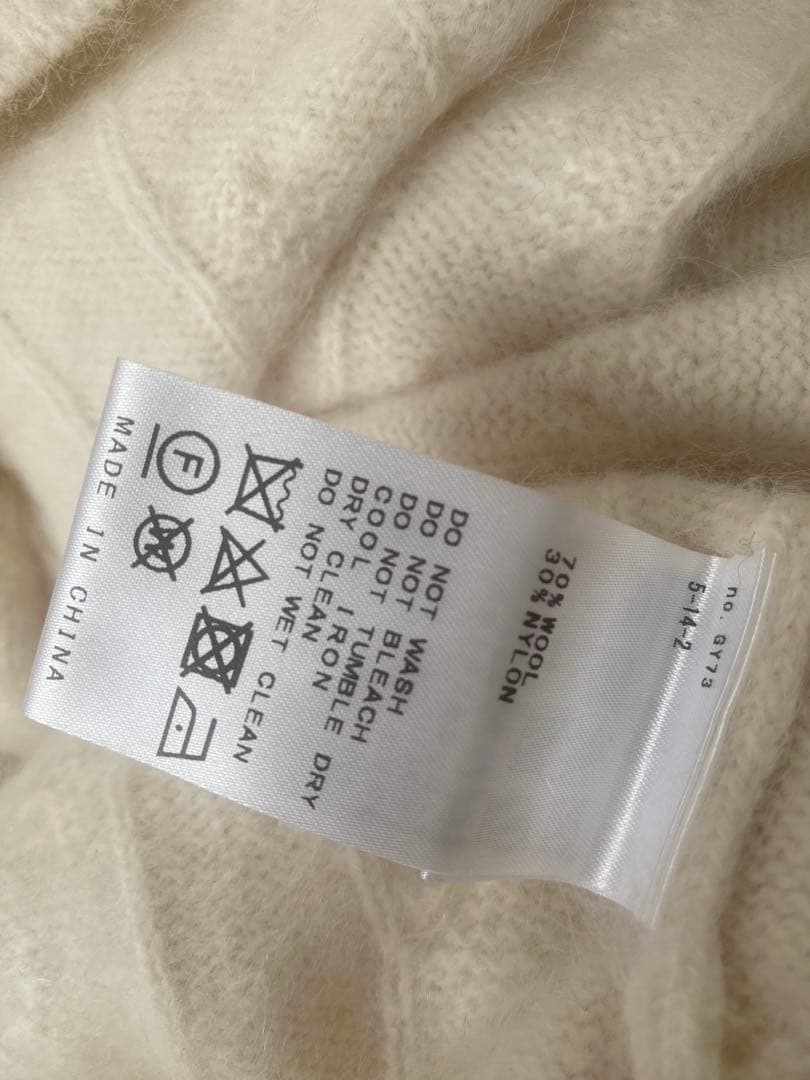 no. GY73
5-14-2
70% WOOL
30% NYLON
DO NOT WASH
DO NOT BLEACH
DO NOT TUMBLE DRY
COOL IRON
DRY CLEAN
DO NOT WET CLEAN
F
W
MADE IN CHINA